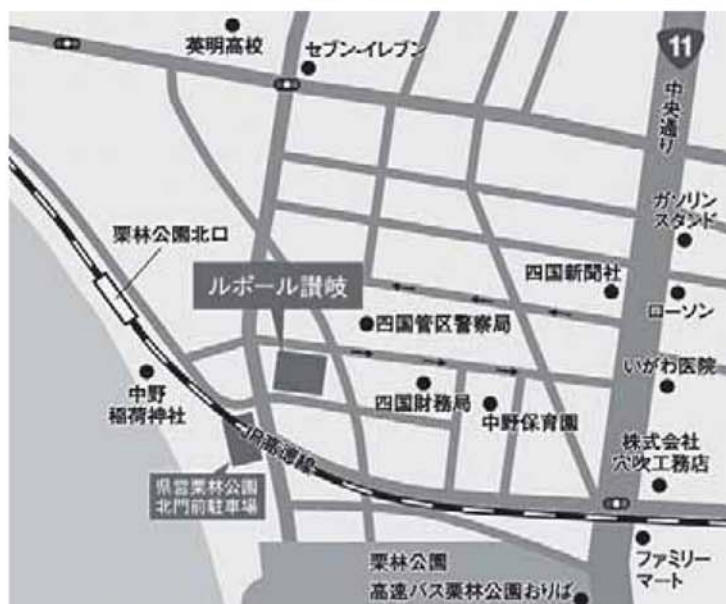 英明高校
セブン-イレブン
11
中央通り
ガソリン
スタンド
栗林公園北口
ルポール讃岐
四国新聞社
ローソン
四国管区警察局
いがわ医院
中野
稲荷神社
四国財務局
中野保育園
株式会社
穴吹工務店
JR高徳線
県営栗林公園
北門前駐車場
ファミリー
マート
栗林公園
高速バス栗林公園おりば